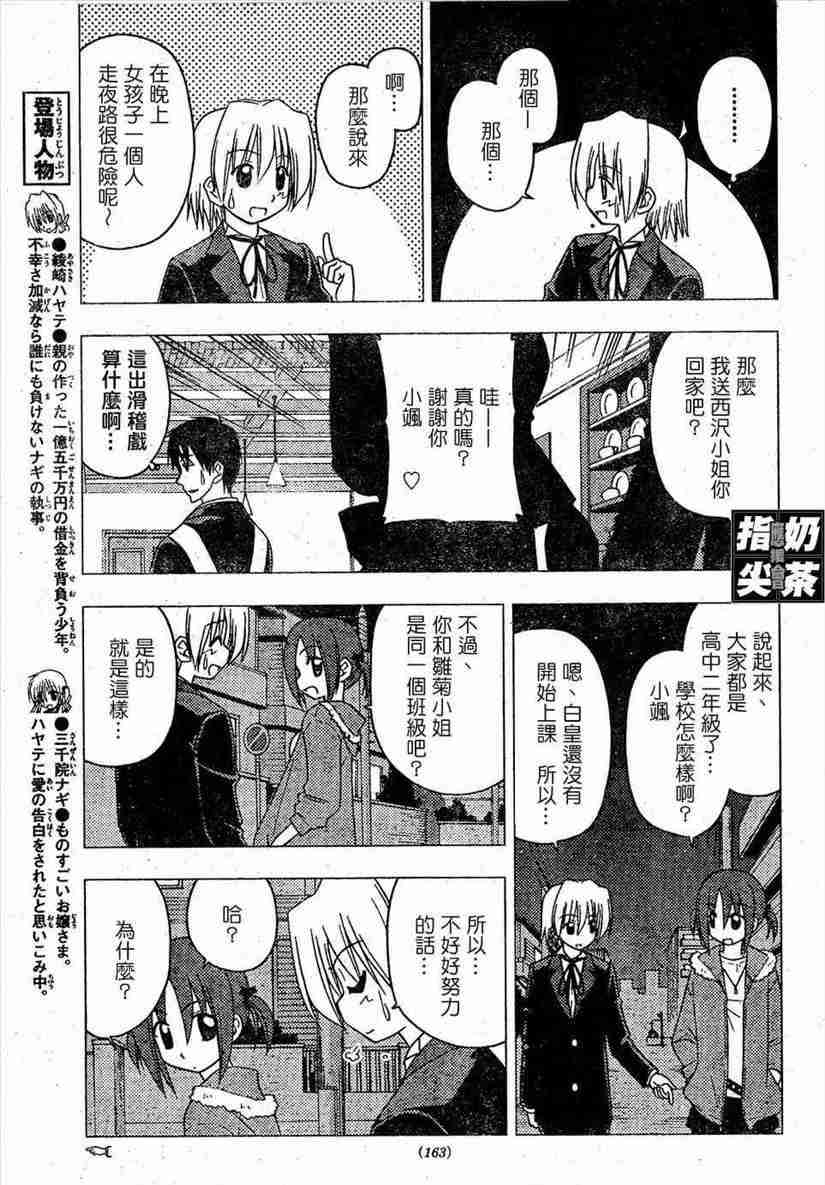 ………
那個—
那個…
啊…
那麼說來
在晚上
女孩子一個人
走夜路很危險呢～
那麼
我送西沢小姐你
回家吧？
哇——
真的嗎？
謝謝你
小颯
♡
這出滑稽戲
算什麼啊…
說起來、
大家都是
高中二年級了…
學校怎麼樣啊？
小颯
嗯、白皇還沒有
開始上課 所以…
不過、
你和雛菊小姐
是同一個班級吧？
是的
就是這樣…
所以…
不好好努力
的話…
哈？
為什麼？
登場人物
とうじょうじんぶつ
●綾崎ハヤテ●親の作った一億五千万円の借金を背負う少年。
不幸さ加減なら誰にも負けないナギの執事。
●三千院ナギ●ものすごいお嬢さま。
ハヤテに愛の告白をされたと思いこみ中。
指尖
奶茶
(163)